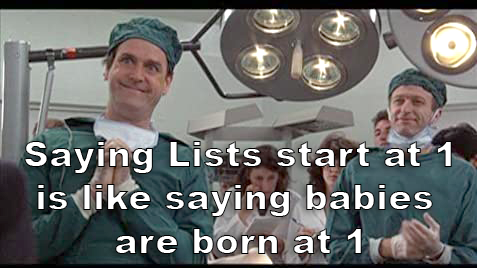 Saying Lists start at 1
is like saying babies
are born at 1